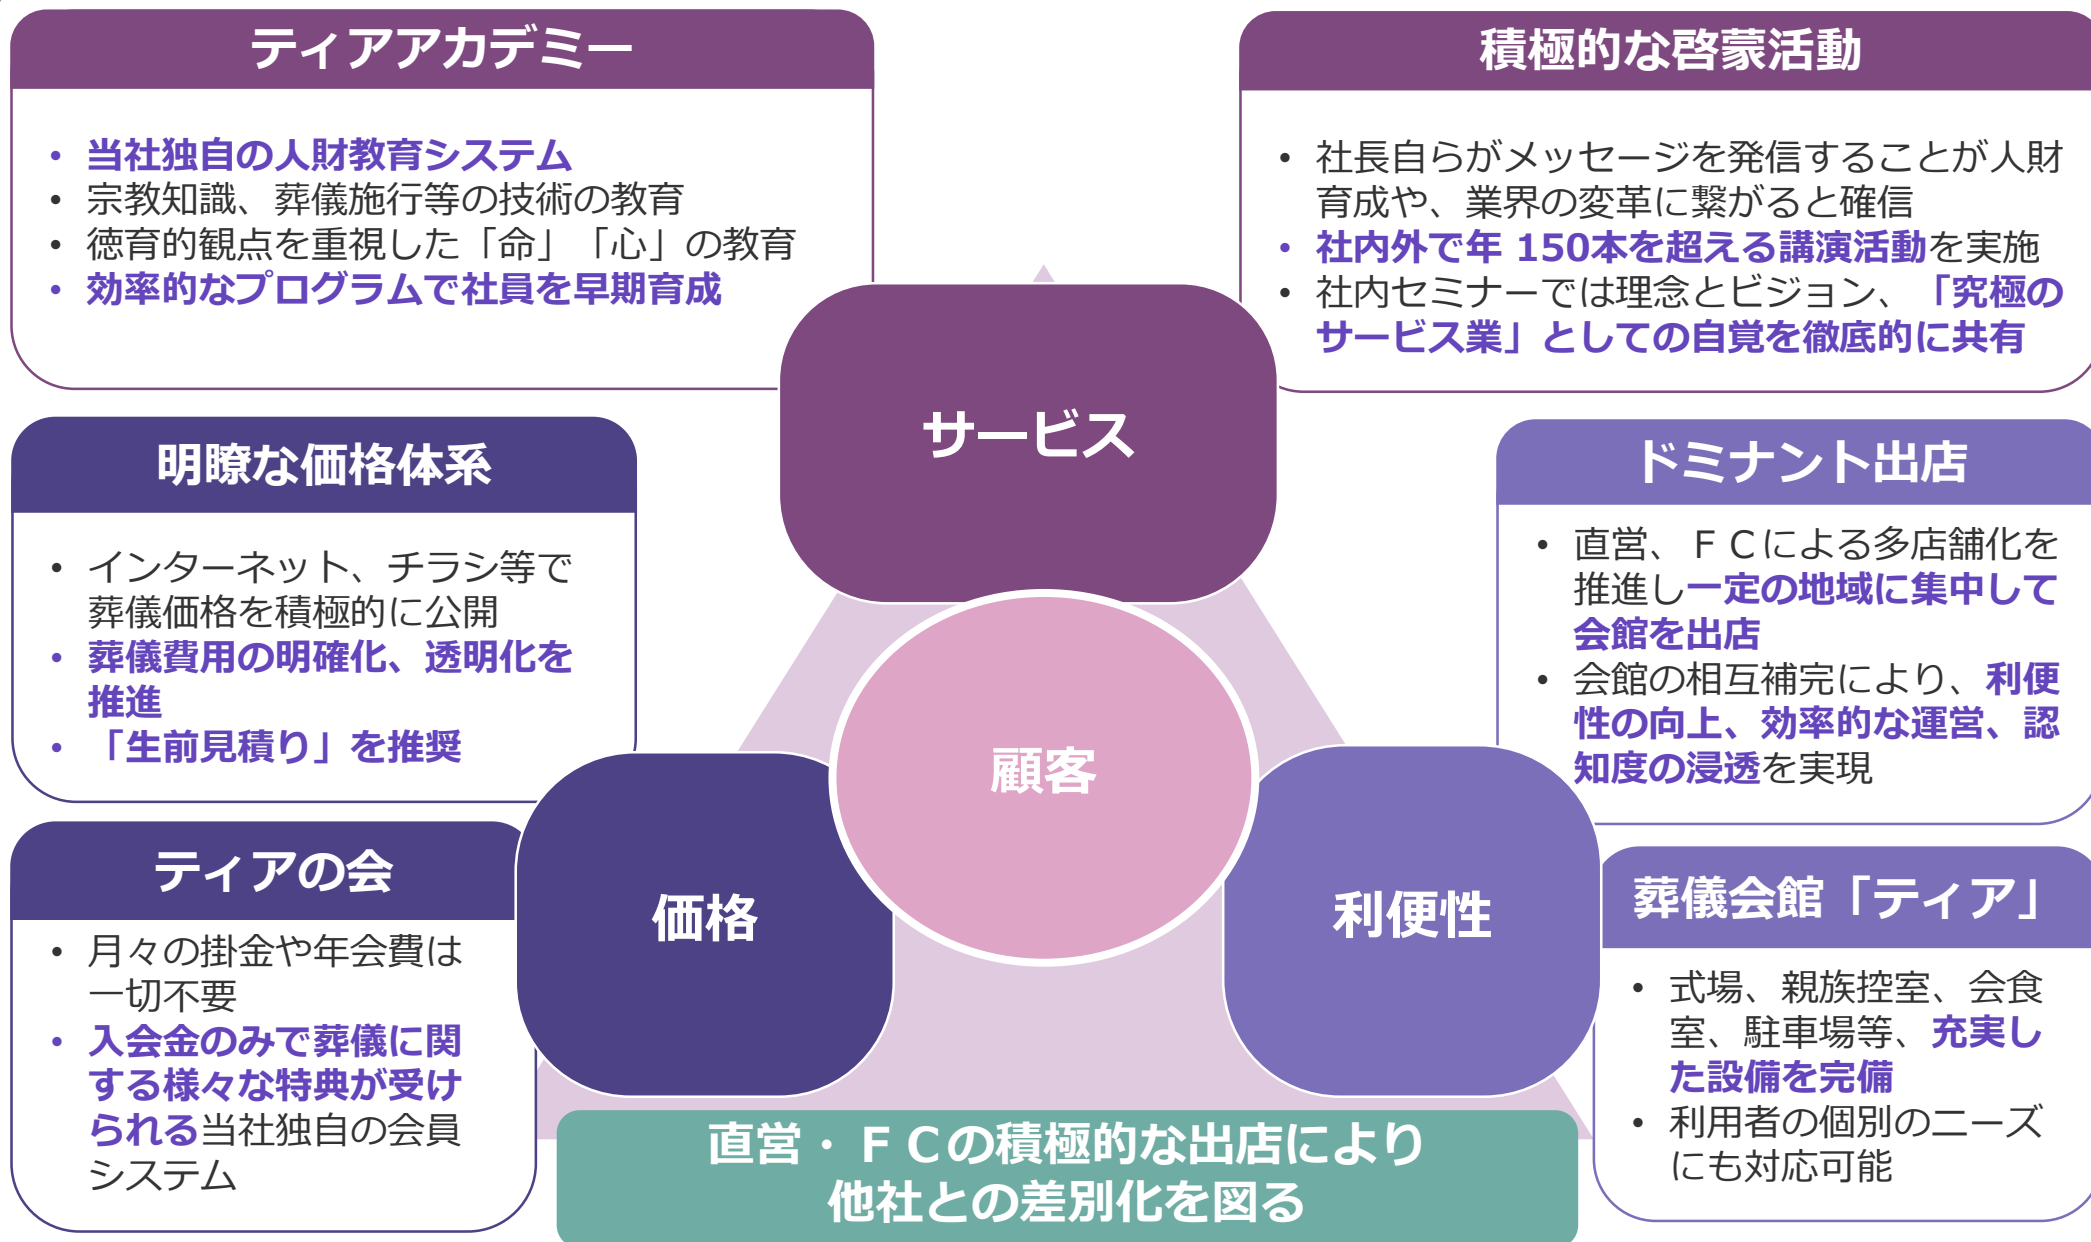 ティアアカデミー
• 当社独自の人財教育システム
• 宗教知識、葬儀施行等の技術の教育
• 徳育的観点を重視した「命」「心」の教育
• 効率的なプログラムで社員を早期育成
積極的な啓蒙活動
• 社長自らがメッセージを発信することが人財
育成や、業界の変革に繋がると確信
• 社内外で年 150本を超える講演活動を実施
• 社内セミナーでは理念とビジョン、「究極の
サービス業」としての自覚を徹底的に共有
サービス
明瞭な価格体系
• インターネット、チラシ等で
葬儀価格を積極的に公開
• 葬儀費用の明確化、透明化を
推進
• 「生前見積り」を推奨
ドミナント出店
• 直営、ＦＣによる多店舗化を
推進し一定の地域に集中して
会館を出店
• 会館の相互補完により、利便
性の向上、効率的な運営、認
知度の浸透を実現
顧客
ティアの会
• 月々の掛金や年会費は
一切不要
• 入会金のみで葬儀に関
する様々な特典が受け
られる当社独自の会員
システム
価格
利便性
葬儀会館「ティア」
• 式場、親族控室、会食
室、駐車場等、充実し
た設備を完備
• 利用者の個別のニーズ
にも対応可能
直営・ＦＣの積極的な出店により
他社との差別化を図る